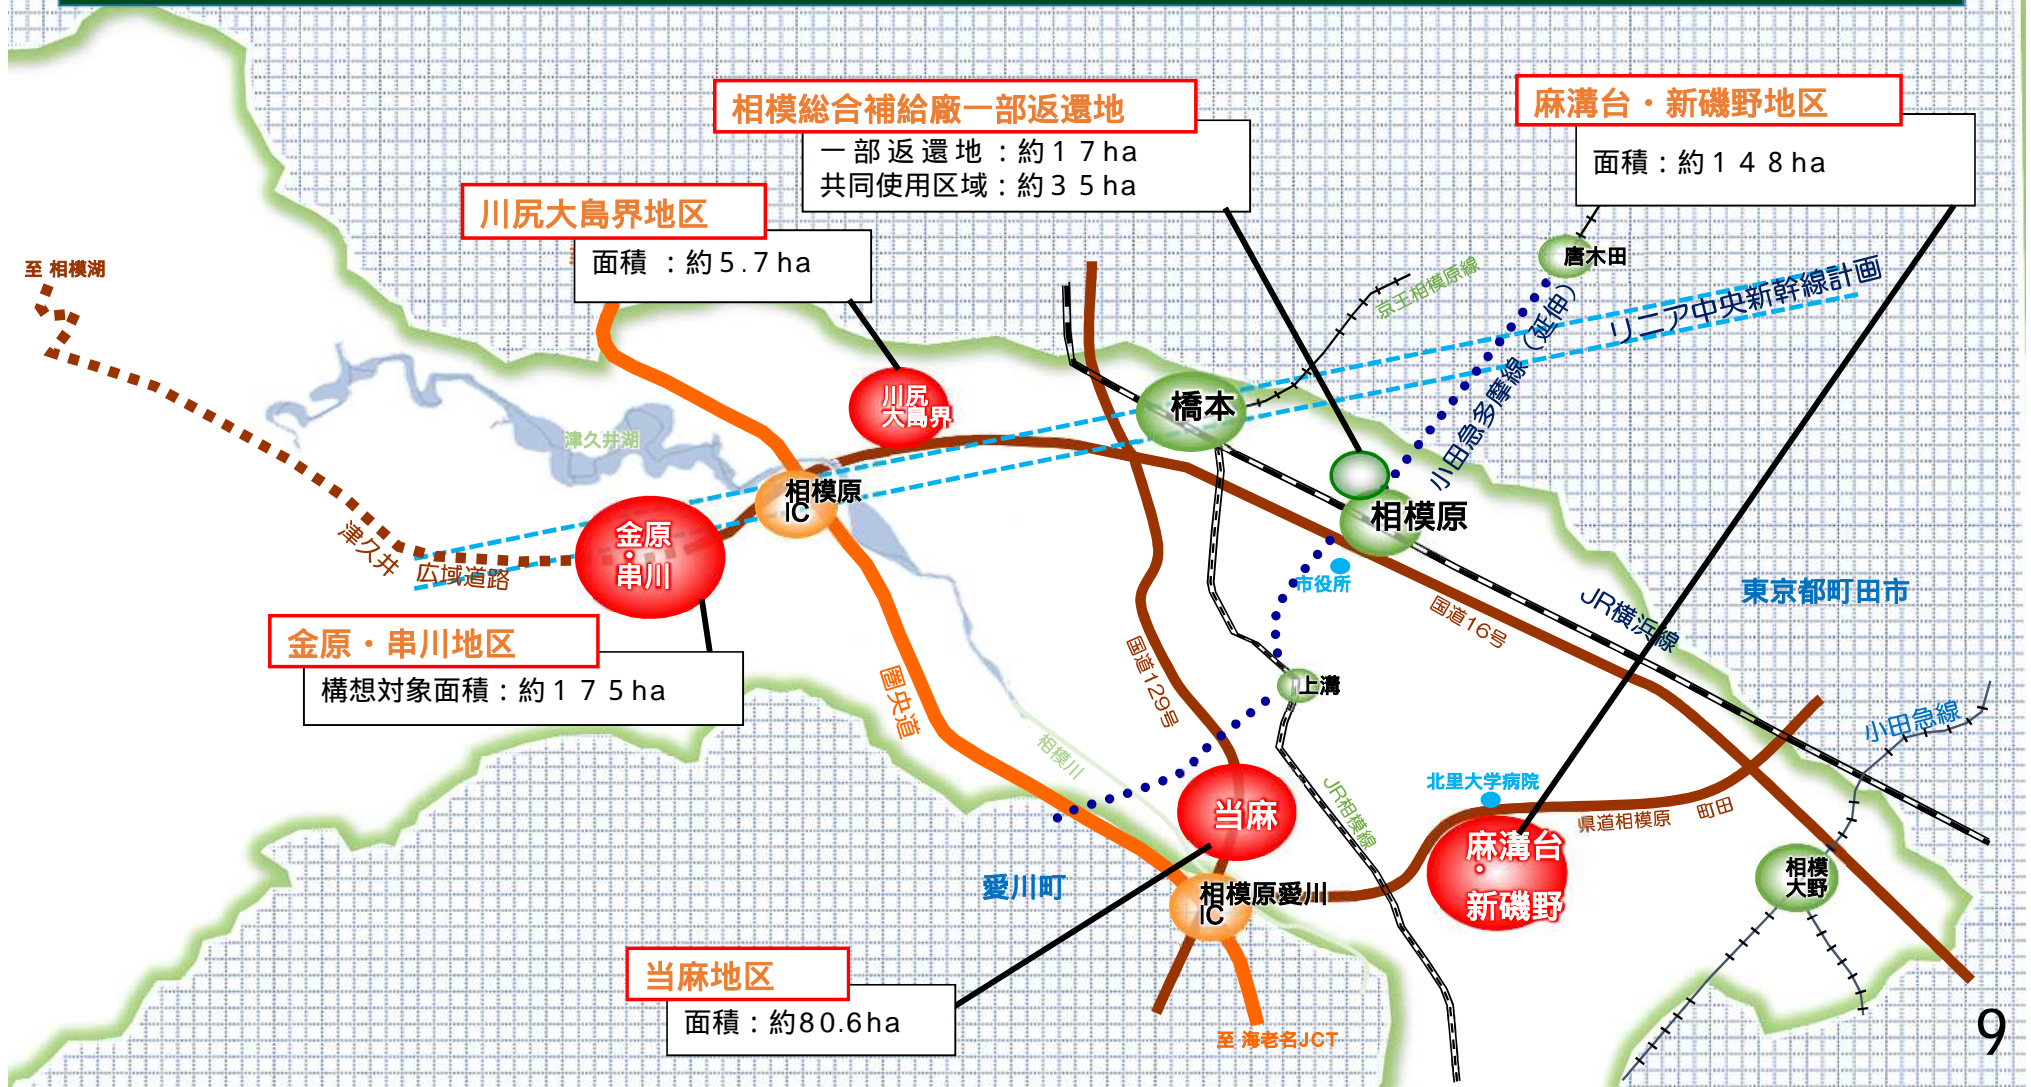 相模総合補給廠一部返還地
一部返還地：約１７ha
共同使用区域：約３５ha
麻溝台・新磯野地区
面積：約１４８ha
川尻大島界地区
面積 ：約５.７ha
至 相模湖
唐木田
京王相模原線
リニア中央新幹線計画
小田急多摩線（延伸）
川尻
大島界
橋本
津久井湖
相模原
IC
相模原
金原
・
串川
津久井
広域道路
市役所
東京都町田市
国道16号
JR横浜線
金原・串川地区
構想対象面積：約１７５ha
圏央道
国道129号
上溝
小田急線
相模川
北里大学病院
JR相模線
県道相模原
町田
当麻
麻溝台
・
新磯野
相模
大野
愛川町
相模原愛川
IC
当麻地区
面積：約80.6ha
至 海老名JCT
9